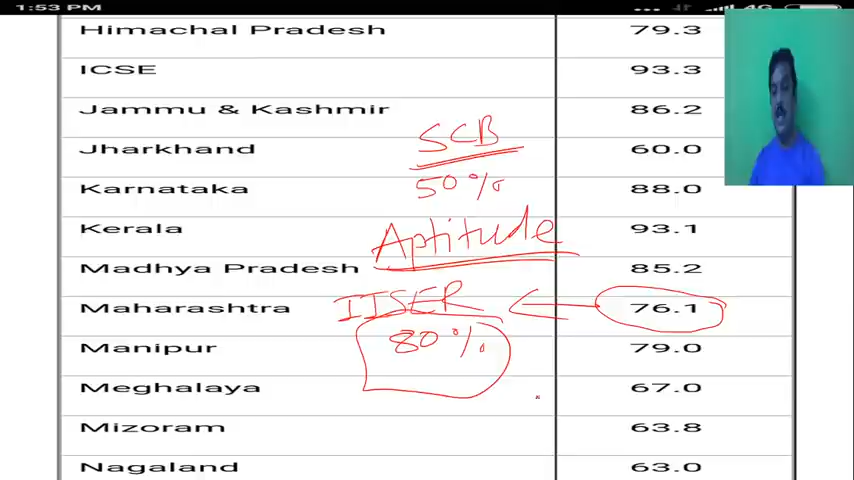 1:53 PM 4G
Himachal Pradesh 79.3
ICSE 93.3
Jammu & Kashmir 86.2
SCB
Jharkhand 60.0
50%
Karnataka 88.0
Aptitude
Kerala 93.1
Madhya Pradesh 85.2
IISER
Maharashtra 76.1
80%
Manipur 79.0
Meghalaya 67.0
Mizoram 63.8
Nagaland 63.0